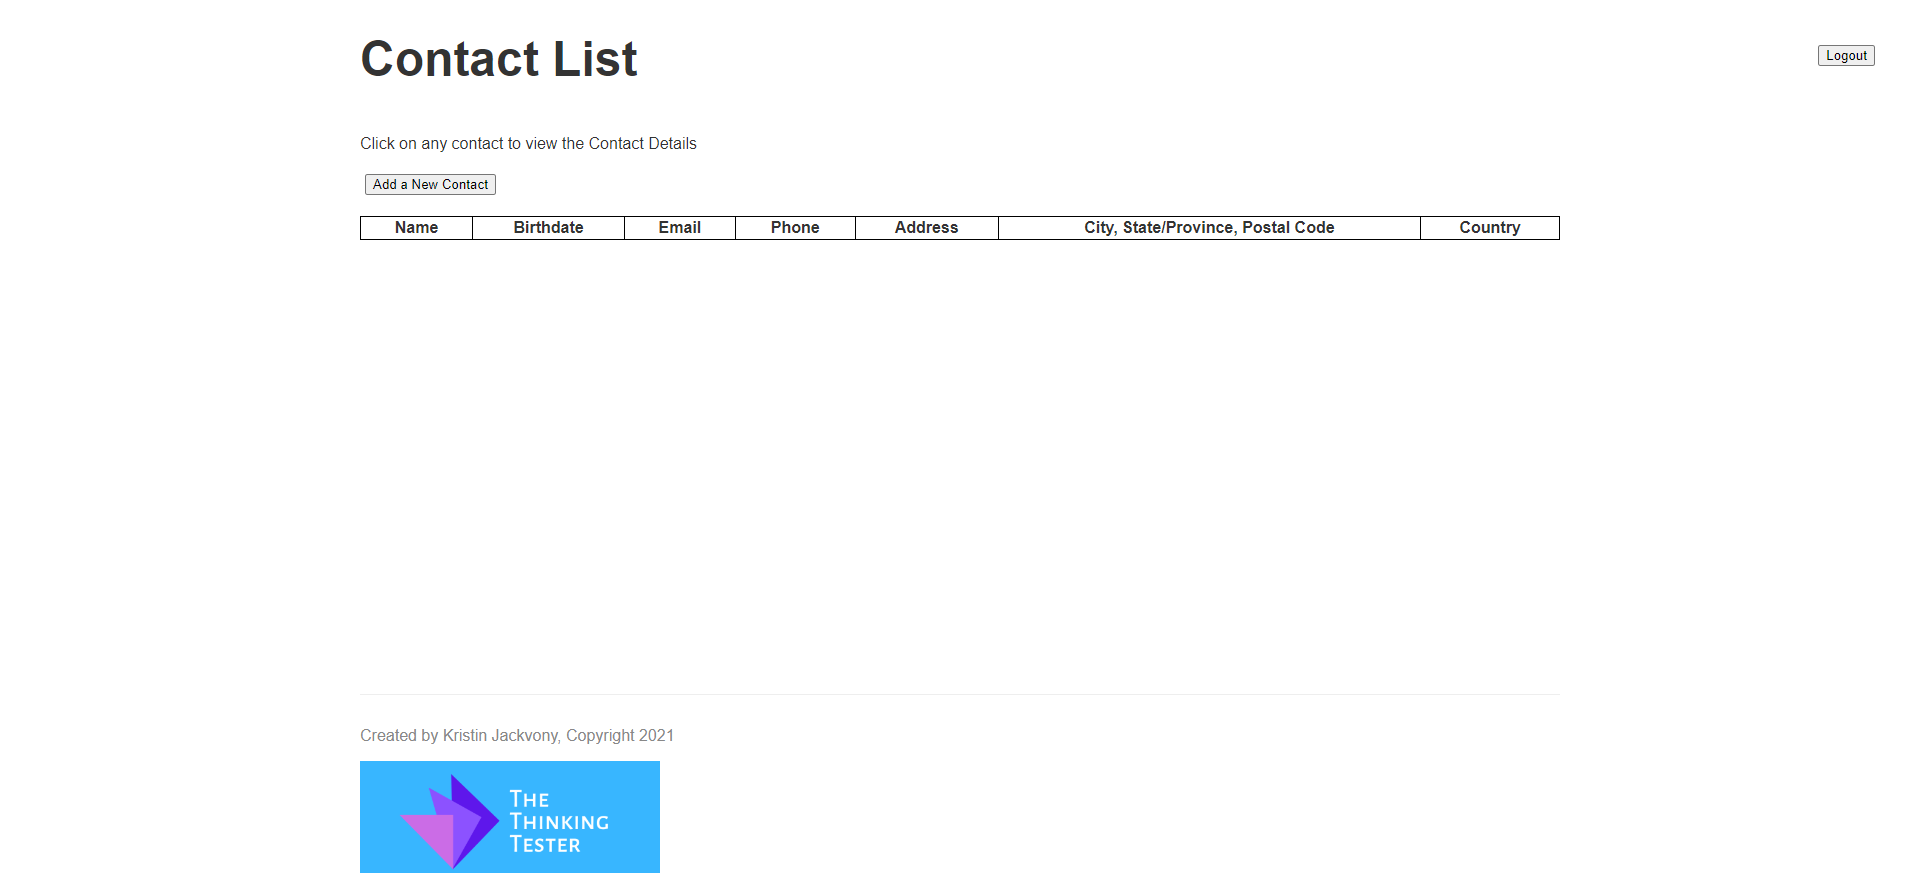 Contact List
Logout
Click on any contact to view the Contact Details
Add a New Contact
Name Birthdate Email Phone Address City, State/Province, Postal Code Country
Created by Kristin Jackvony, Copyright 2021
THE
THINKING
TESTER